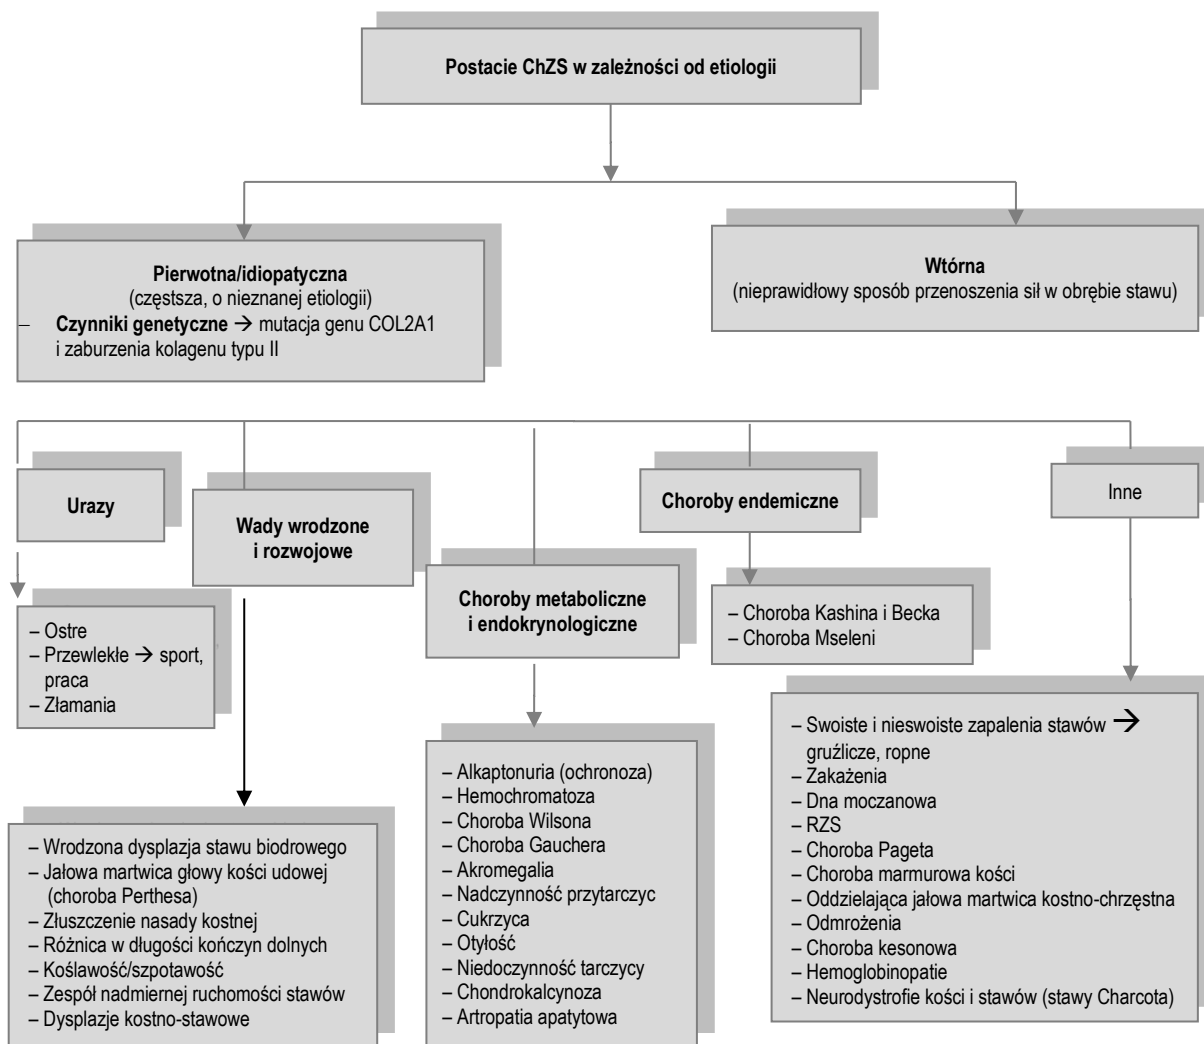 Postacie ChZS w zależności od etiologii
Pierwotna/idiopatyczna
(częstsza, o nieznanej etiologii)
– Czynniki genetyczne → mutacja genu COL2A1
i zaburzenia kolagenu typu II
Wtórna
(nieprawidłowy sposób przenoszenia sił w obrębie stawu)
Urazy
– Ostre
– Przewlekłe → sport,
praca
– Złamania
Wady wrodzone
i rozwojowe
– Wrodzona dysplazja stawu biodrowego
– Jałowa martwica głowy kości udowej
(choroba Perthesa)
– Złuszczenie nasady kostnej
– Różnica w długości kończyn dolnych
– Koślawość/szpotawość
– Zespół nadmiernej ruchomości stawów
– Dysplazje kostno-stawowe
Choroby metaboliczne
i endokrynologiczne
– Alkaptonuria (ochronoza)
– Hemochromatoza
– Choroba Wilsona
– Choroba Gauchera
– Akromegalia
– Nadczynność przytarczyc
– Cukrzyca
– Otyłość
– Niedoczynność tarczycy
– Chondrokalcynoza
– Artropatia apatytowa
Choroby endemiczne
– Choroba Kashina i Becka
– Choroba Mseleni
Inne
– Swoiste i nieswoiste zapalenia stawów →
gruźlicze, ropne
– Zakażenia
– Dna moczanowa
– RZS
– Choroba Pageta
– Choroba marmurowa kości
– Oddzielająca jałowa martwica kostno-chrzęstna
– Odmrożenia
– Choroba kesonowa
– Hemoglobinopatie
– Neurodystrofie kości i stawów (stawy Charcota)